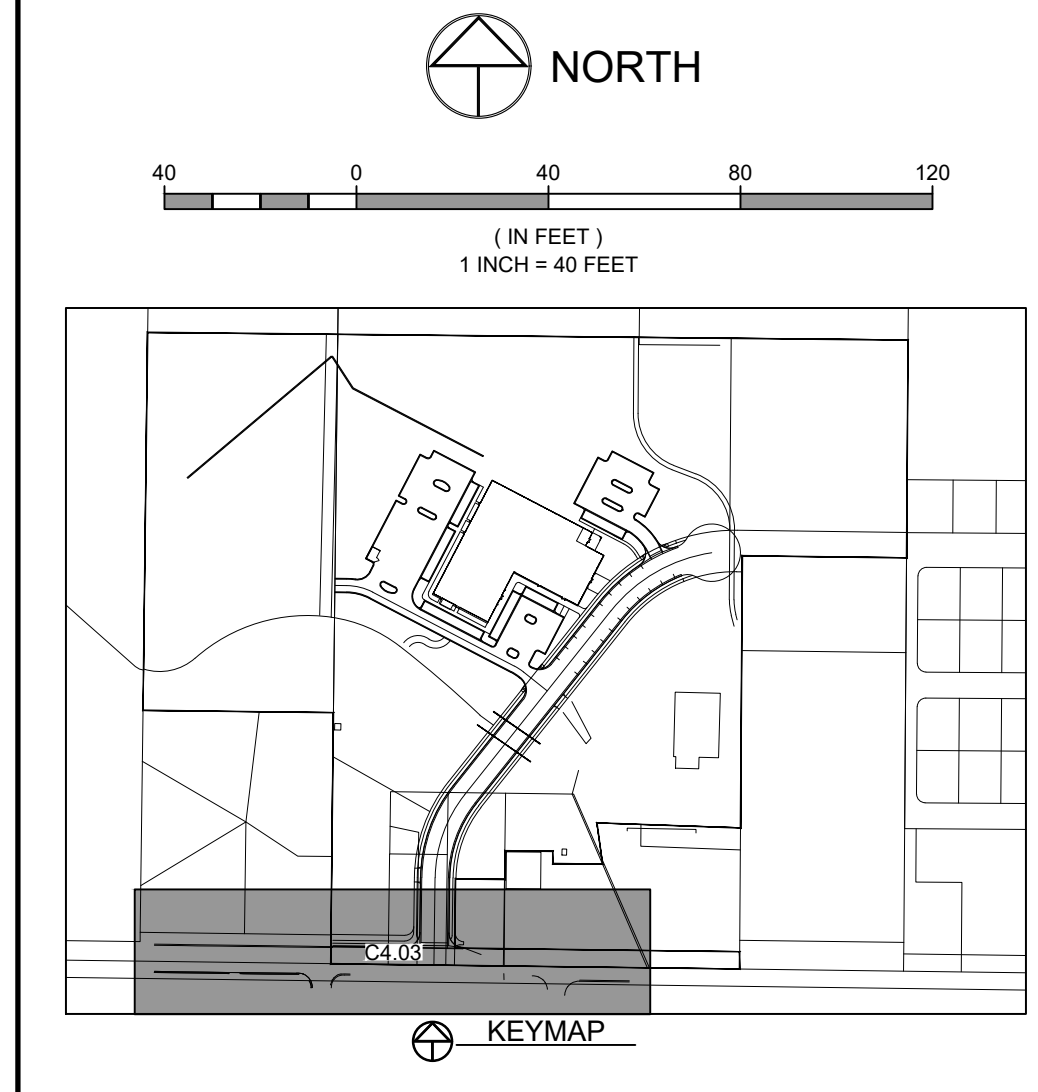 NORTH
40 0 40 80 120
( IN FEET )
1 INCH = 40 FEET
C4.03
KEYMAP